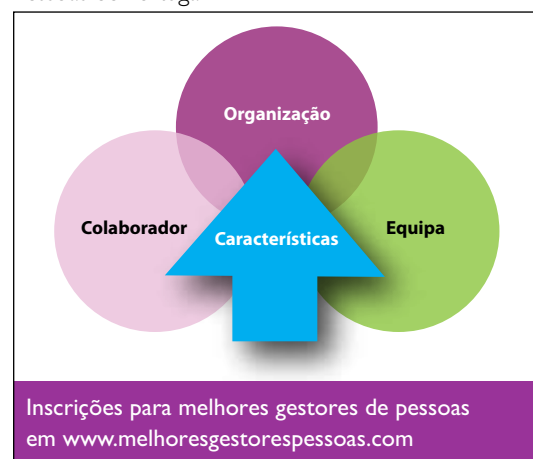 Organização
Colaborador
Características
Equipa
Inscrições para melhores gestores de pessoas
em www.melhoresgestorespessoas.com